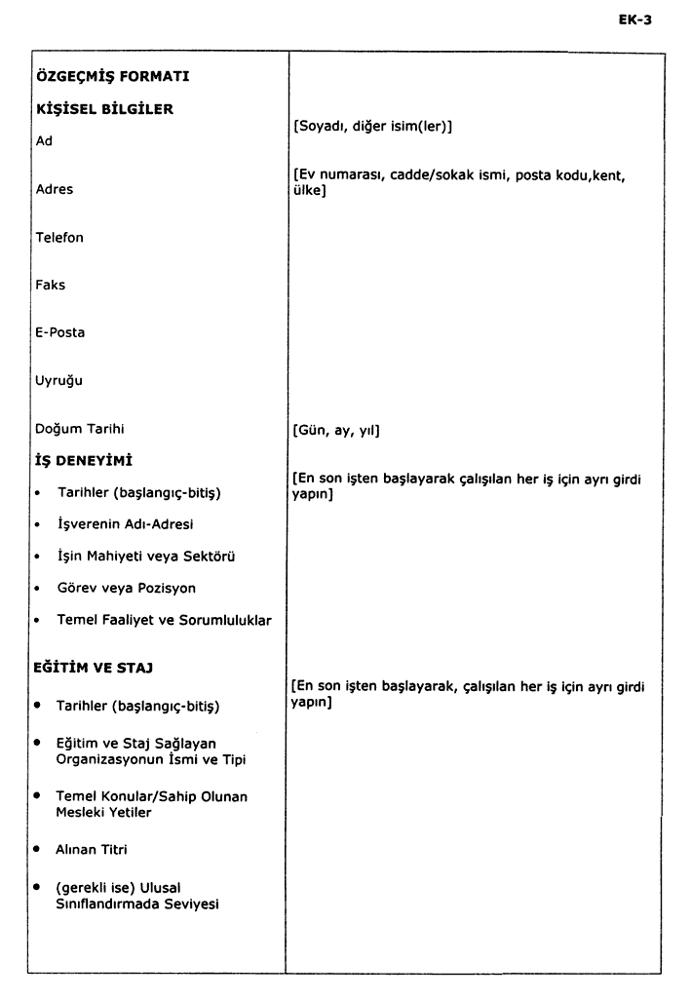 EK-3
ÖZGEÇMİŞ FORMATI
KİŞİSEL BİLGİLER
[Soyadı, diğer isim(ler)]
Ad
[Ev numarası, cadde/sokak ismi, posta kodu,kent,
Adres
ülke]
Telefon
Faks
E-Posta
Uyruğu
Doğum Tarihi
[Gün, ay, yıl]
İŞ DENEYİMİ
[En son işten başlayarak çalışılan her iş için ayrı girdi
yapın]
• Tarihler (başlangıç-bitiş)
• İşverenin Adı-Adresi
• İşin Mahiyeti veya Sektörü
• Görev veya Pozisyon
• Temel Faaliyet ve Sorumluluklar
EĞİTİM VE STAJ
[En son işten başlayarak, çalışılan her iş için ayrı girdi
yapın]
• Tarihler (başlangıç-bitiş)
• Eğitim ve Staj Sağlayan
Organizasyonun İsmi ve Tipi
• Temel Konular/Sahip Olunan
Mesleki Yetiler
• Alınan Titri
• (gerekli ise) Ulusal
Sınıflandırmada Seviyesi